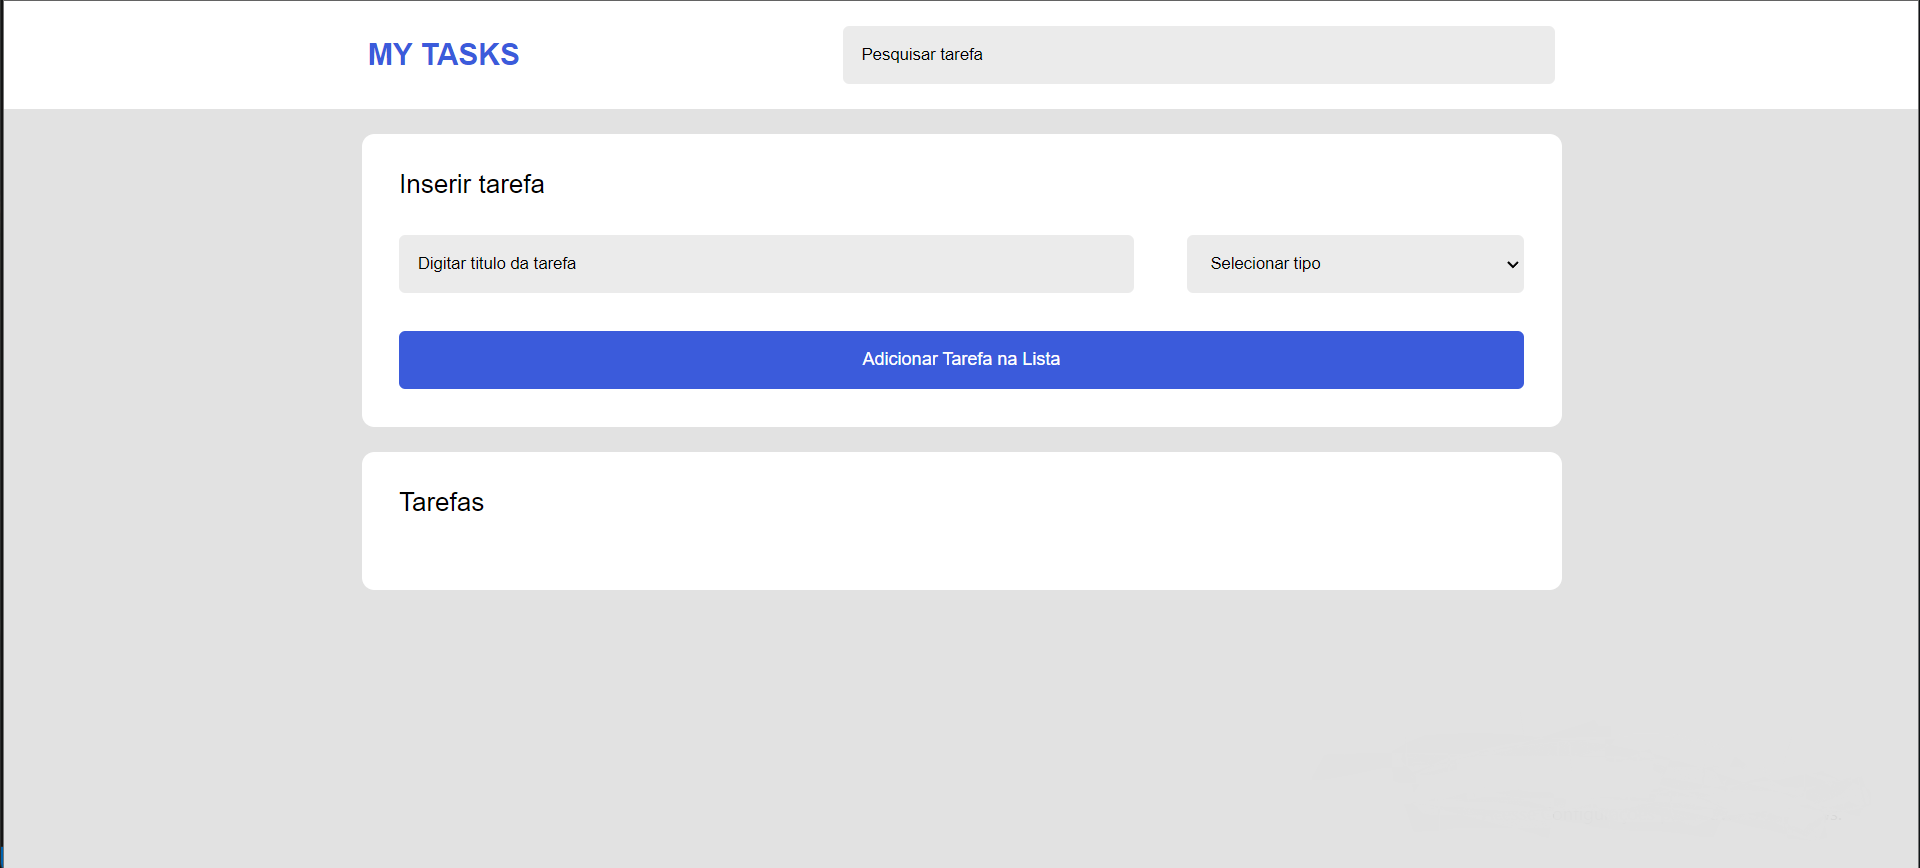 MY TASKS
Pesquisar tarefa
Inserir tarefa
Digitar titulo da tarefa
Selecionar tipo
Adicionar Tarefa na Lista
Tarefas